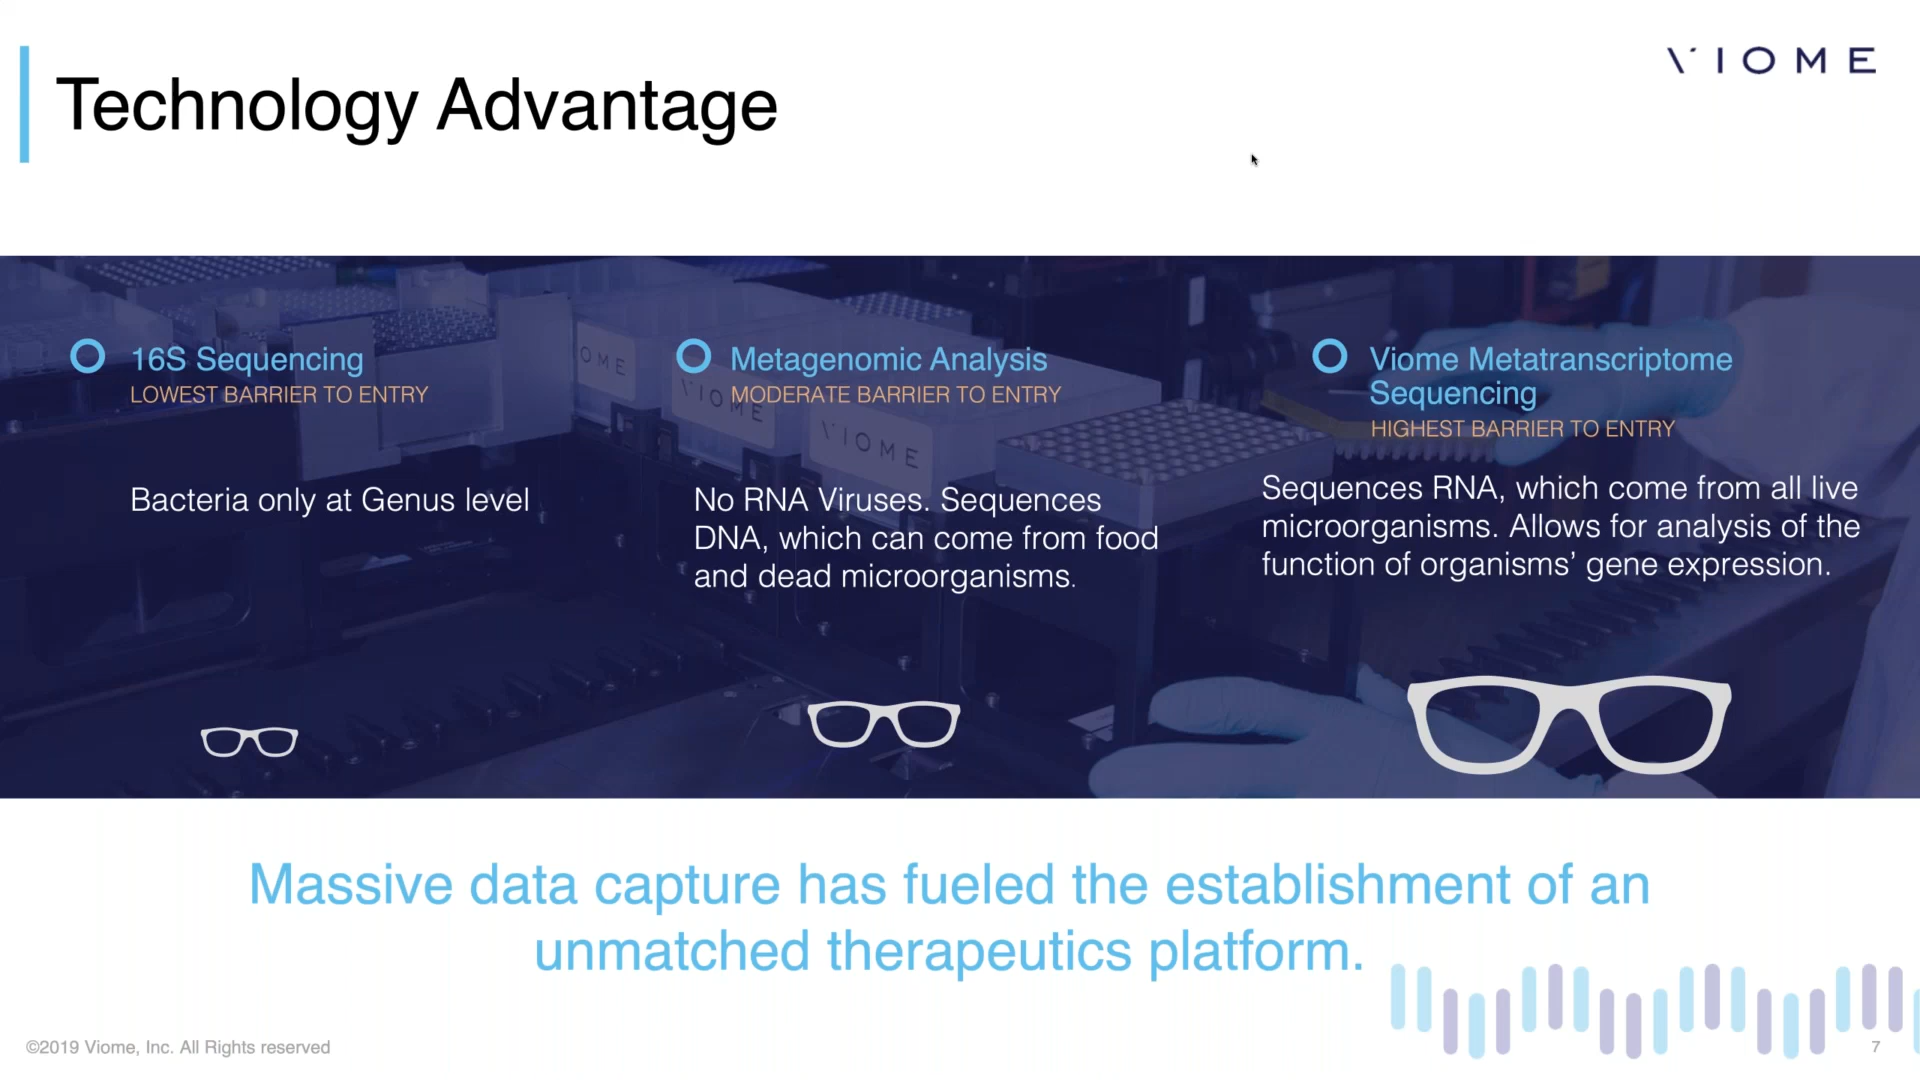 VIOME
Technology Advantage
16S Sequencing
LOWEST BARRIER TO ENTRY
Bacteria only at Genus level
Metagenomic Analysis
MODERATE BARRIER TO ENTRY
No RNA Viruses. Sequences
DNA, which can come from food
and dead microorganisms.
Viome Metatranscriptome
Sequencing
HIGHEST BARRIER TO ENTRY
Sequences RNA, which come from all live
microorganisms. Allows for analysis of the
function of organisms’ gene expression.
OME
VIOME
VIOME
Massive data capture has fueled the establishment of an
unmatched therapeutics platform.
©2019 Viome, Inc. All Rights reserved
7